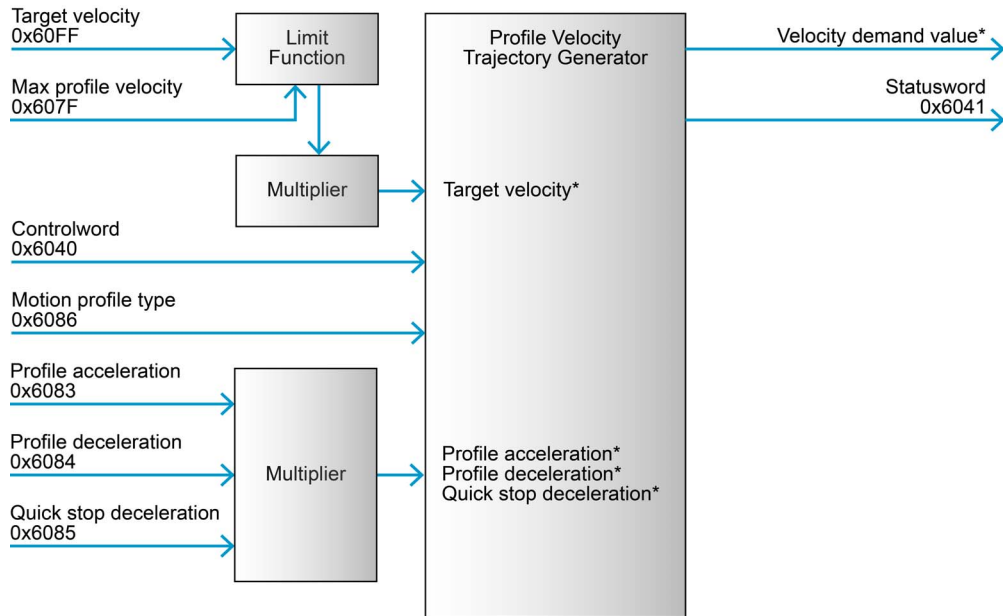 Target velocity
0x60FF
Max profile velocity
0x607F
Limit
Function
Multiplier
Controlword
0x6040
Motion profile type
0x6086
Profile acceleration
0x6083
Profile deceleration
0x6084
Quick stop deceleration
0x6085
Multiplier
Profile Velocity
Trajectory Generator
Target velocity*
Profile acceleration*
Profile deceleration*
Quick stop deceleration*
Velocity demand value*
Statusword
0x6041